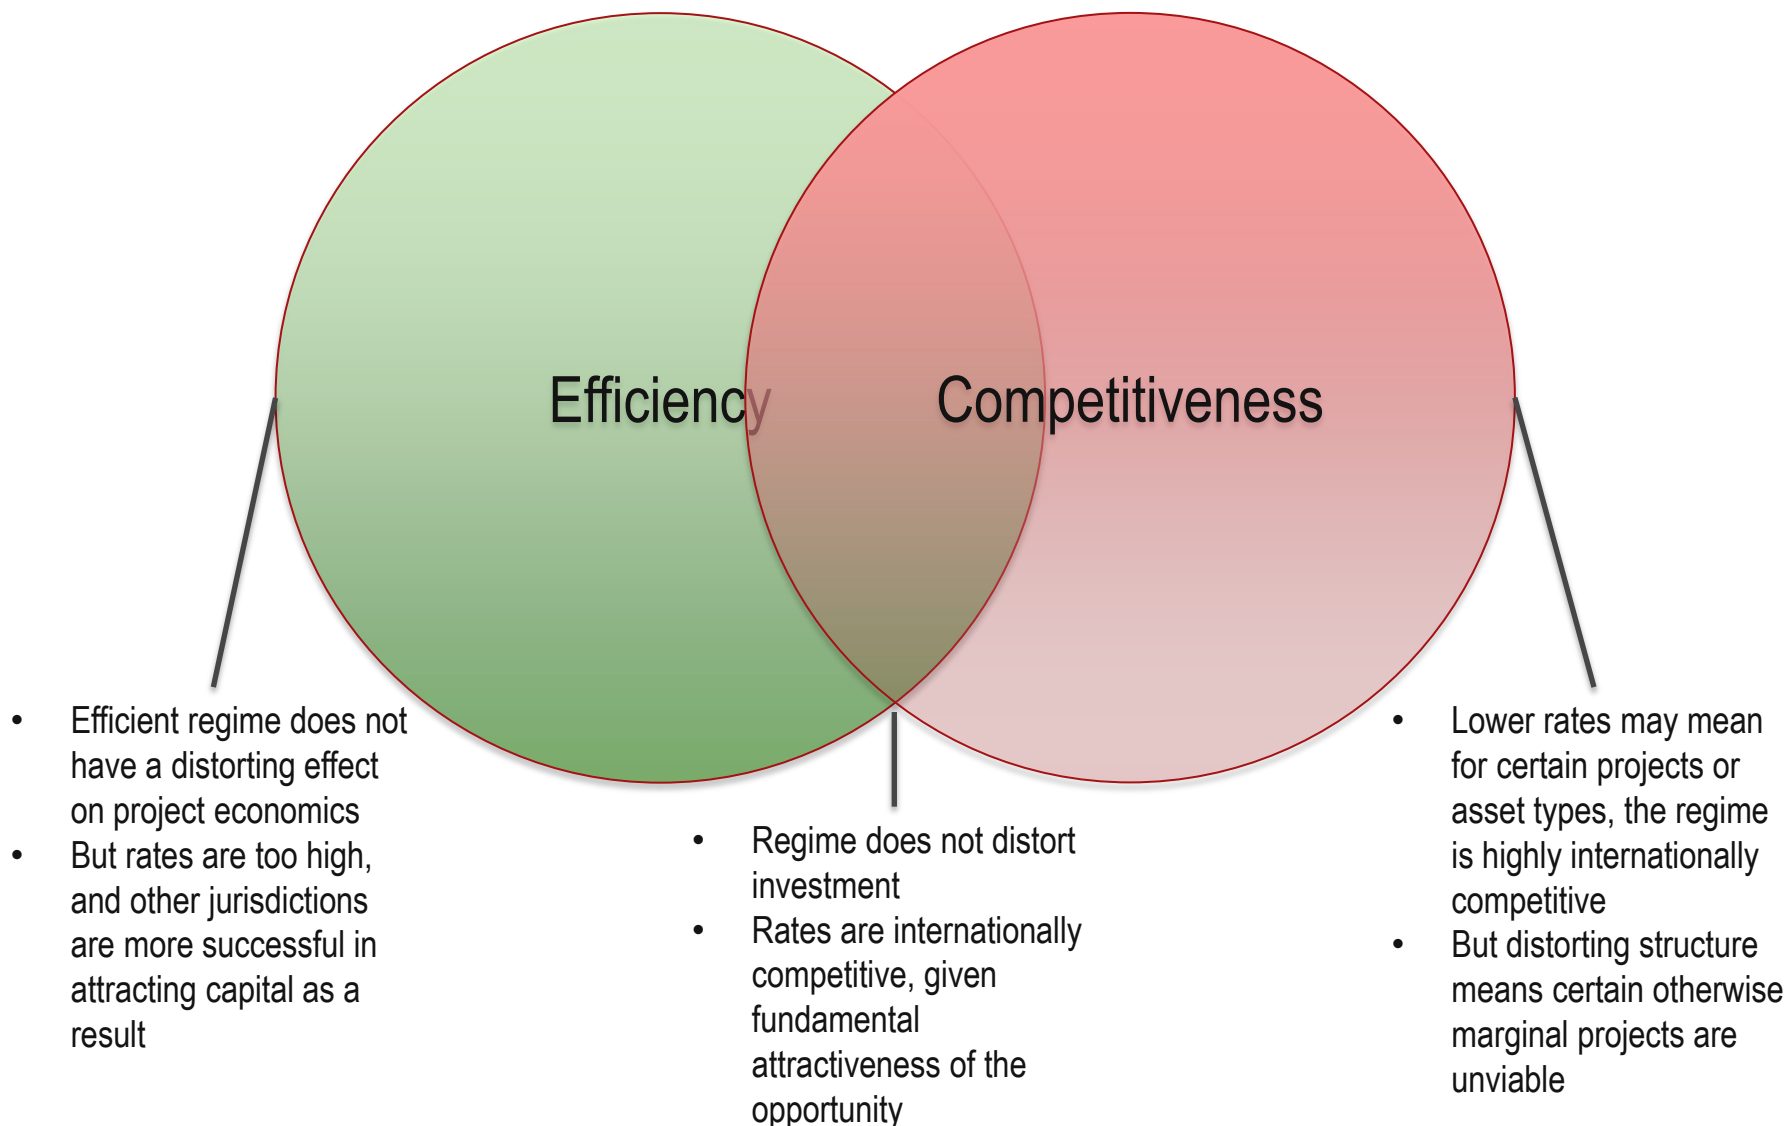 Efficiency
Competitiveness
• Efficient regime does not
have a distorting effect
on project economics
• But rates are too high,
and other jurisdictions
are more successful in
attracting capital as a
result
• Regime does not distort
investment
• Rates are internationally
competitive, given
fundamental
attractiveness of the
opportunity
• Lower rates may mean
for certain projects or
asset types, the regime
is highly internationally
competitive
• But distorting structure
means certain otherwise
marginal projects are
unviable